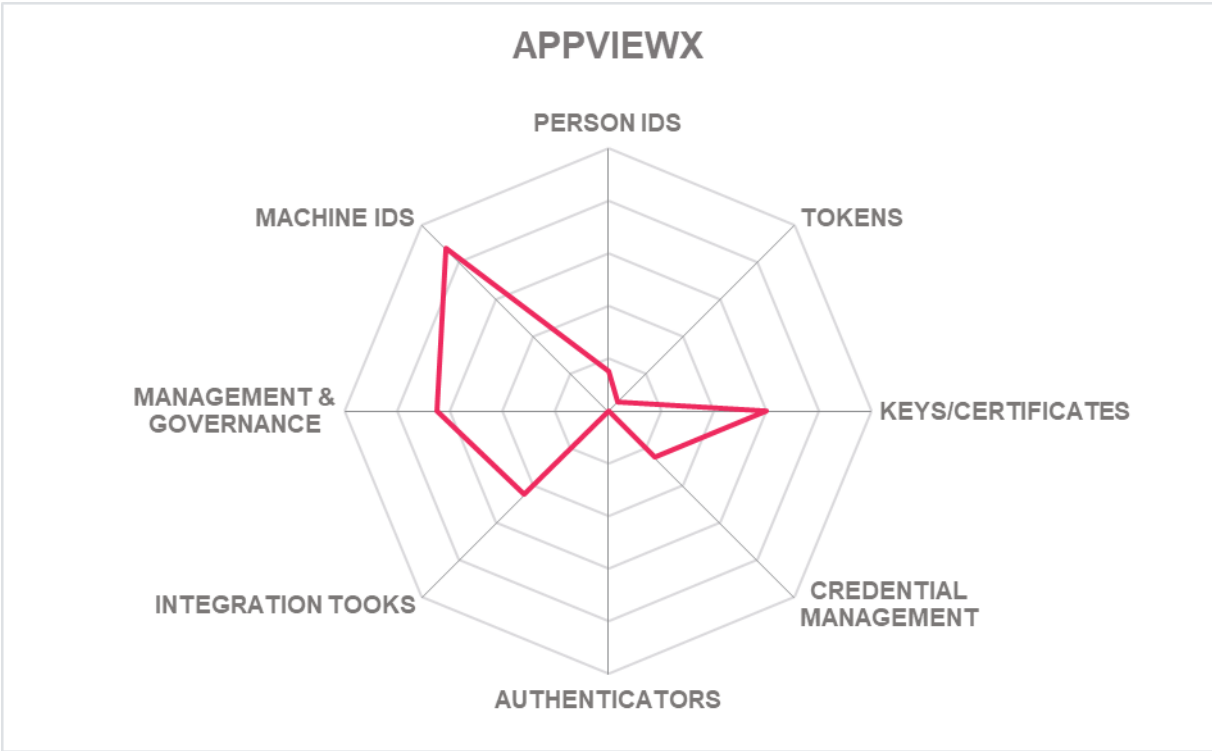 APPVIEWX
PERSON IDS
MACHINE IDS
TOKENS
MANAGEMENT &
GOVERNANCE
KEYS/CERTIFICATES
INTEGRATION TOOKS
CREDENTIAL
MANAGEMENT
AUTHENTICATORS